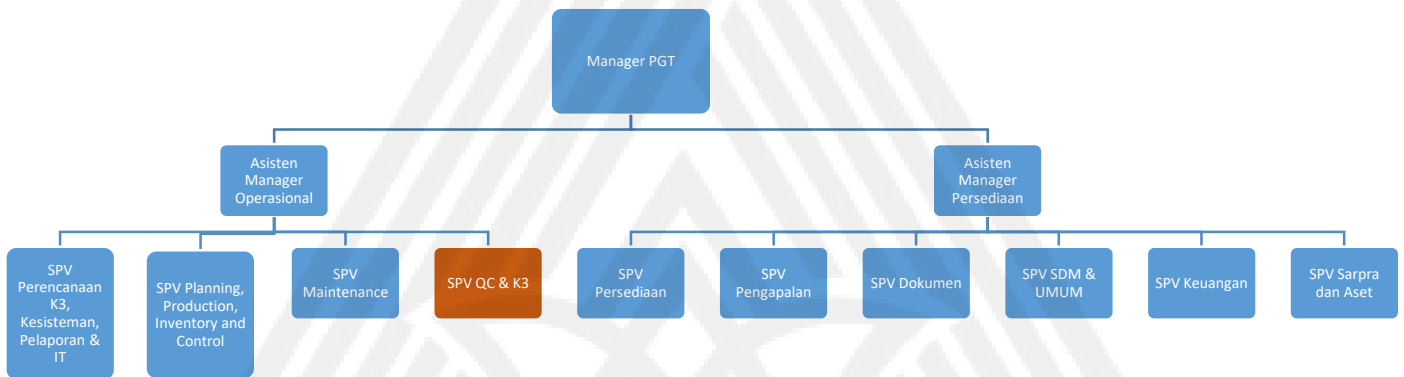 Manager PGT
Asisten
Manager
Operasional
Asisten
Manager
Persediaan
SPV
Perencanaan
K3,
Kesisteman,
Pelaporan &
IT
SPV Planning,
Production,
Inventory and
Control
SPV
Maintenance
SPV QC & K3
SPV
Persediaan
SPV
Pengapalan
SPV Dokumen
SPV SDM &
UMUM
SPV Keuangan
SPV Sarpra
dan Aset